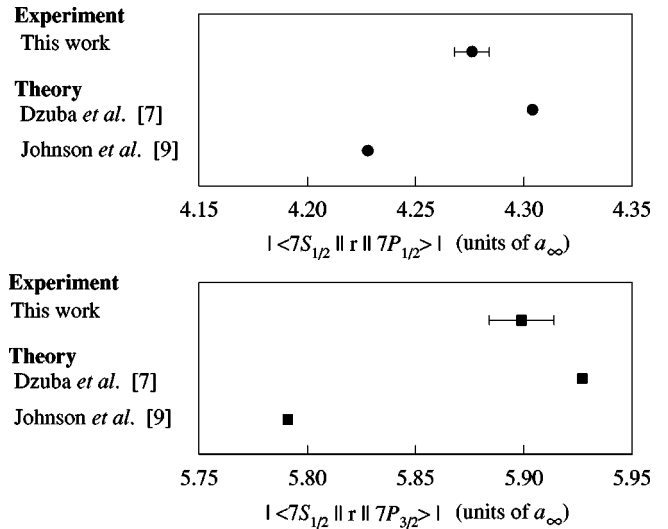 Experiment
This work
Theory
Dzuba et al. [7]
Johnson et al. [9]
4.15 4.20 4.25 4.30 4.35
| <7S1/2 || r || 7P1/2> | (units of a∞)
Experiment
This work
Theory
Dzuba et al. [7]
Johnson et al. [9]
5.75 5.80 5.85 5.90 5.95
| <7S1/2 || r || 7P3/2> | (units of a∞)